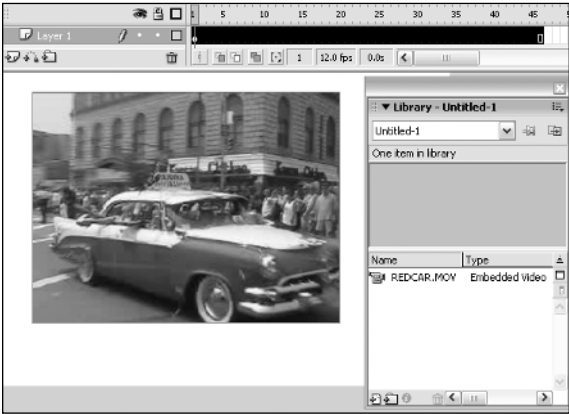 1 5 10 15 20 25 30 35 40 45
Layer 1
1 12.0 fps 0.0s
Library - Untitled-1
Untitled-1
One item in library
Name Type
REDCAR.MOV Embedded Video